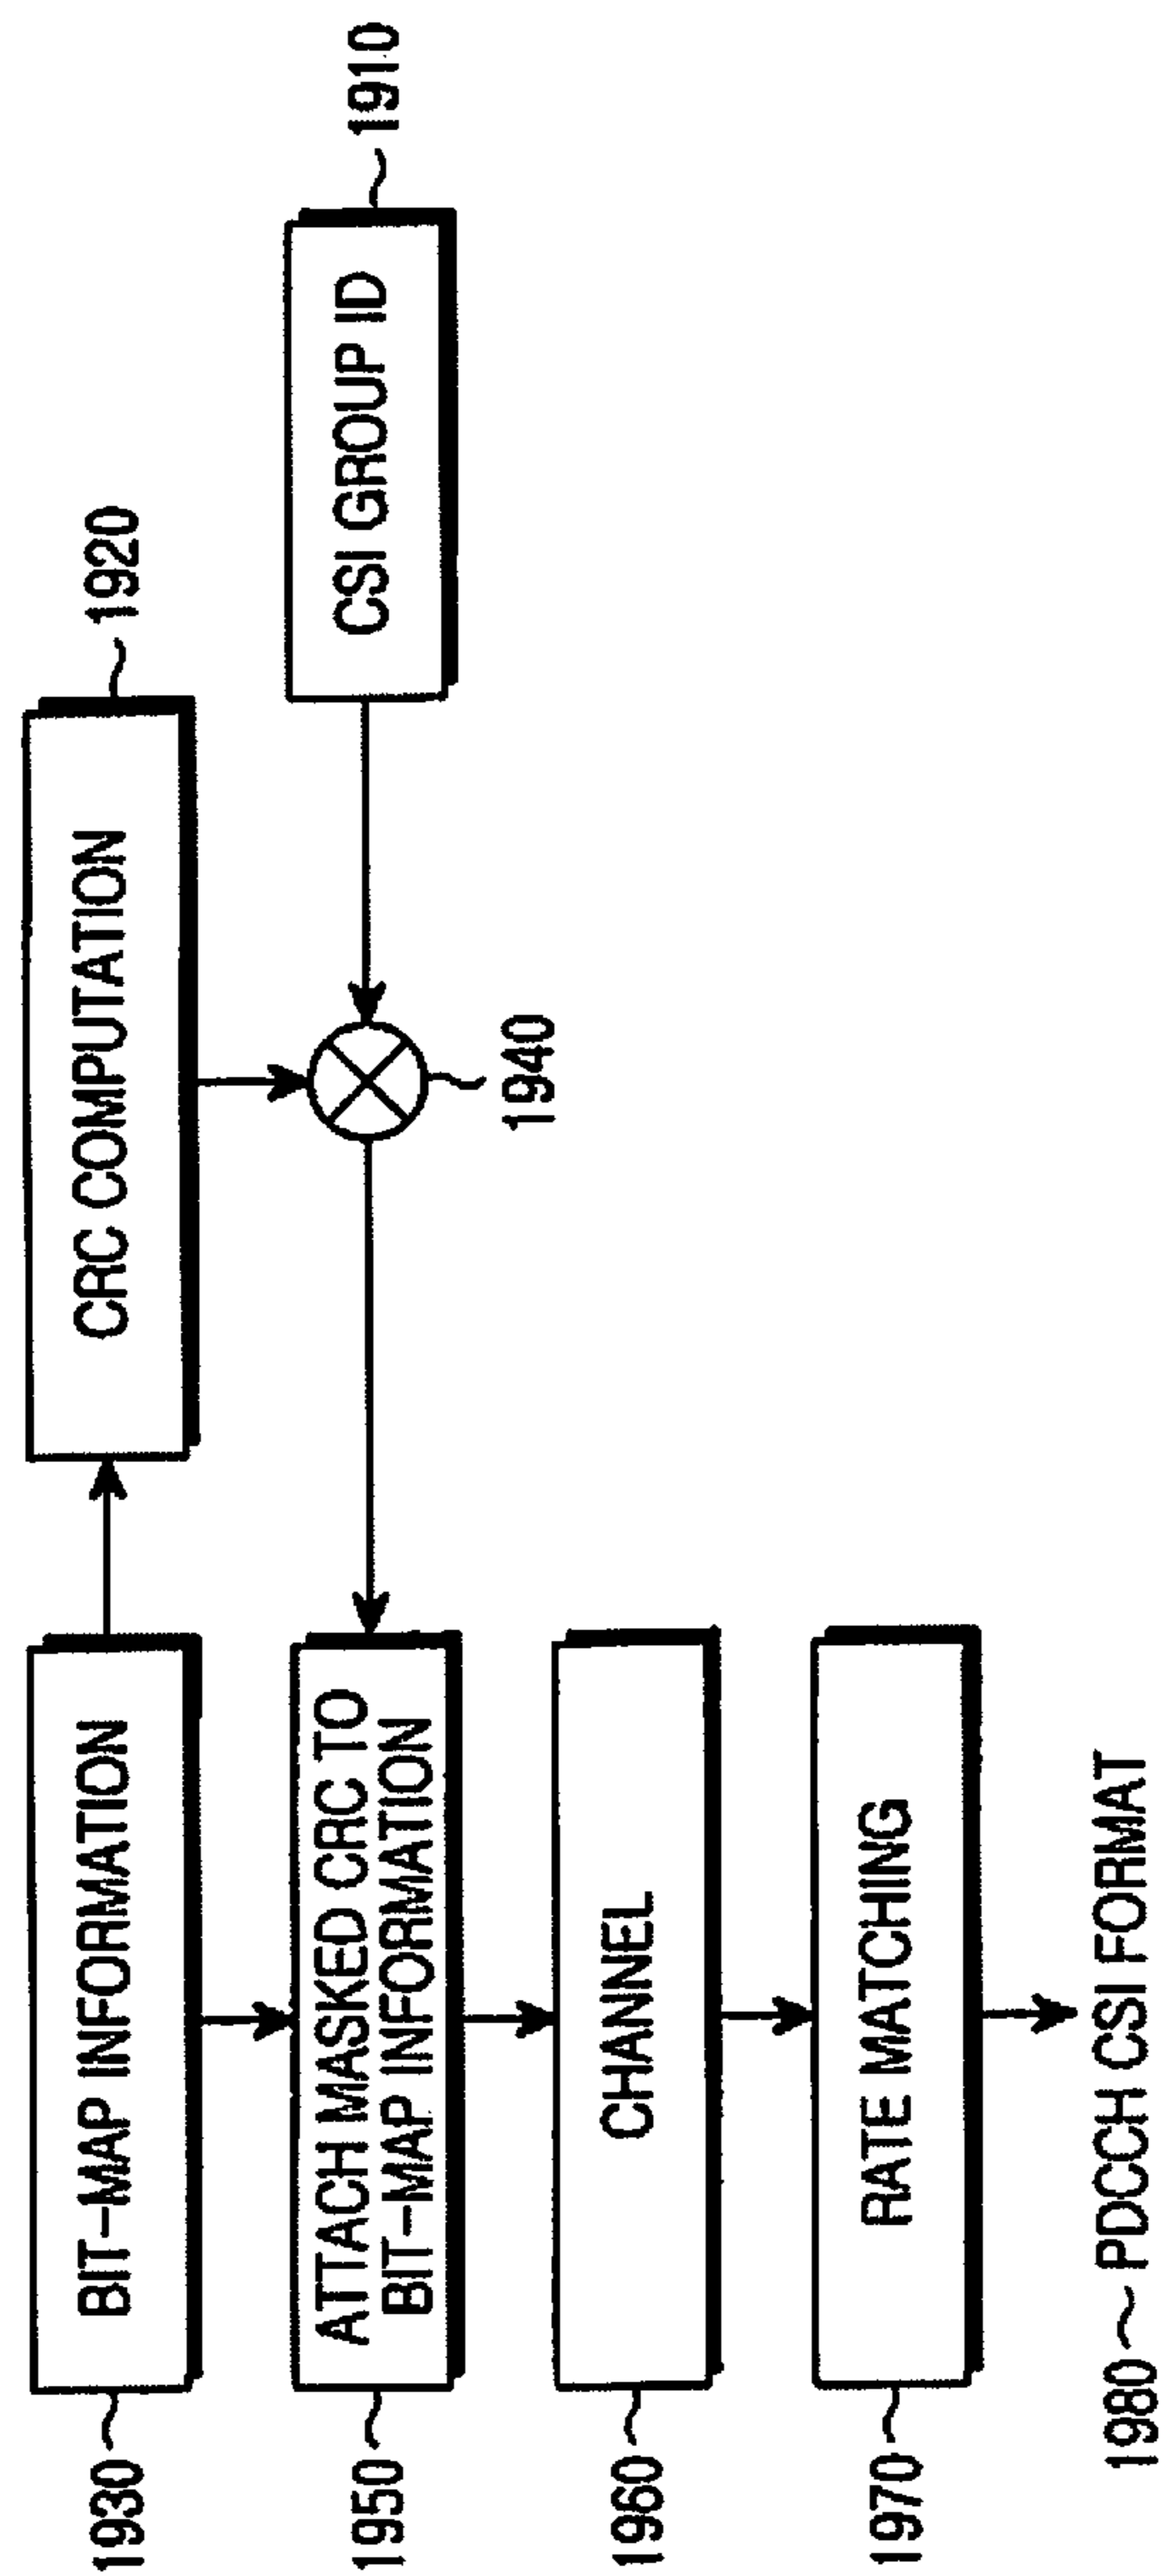 1930
BIT-MAP INFORMATION
CRC COMPUTATION
1920
1950
ATTACH MASKED CRC TO
BIT-MAP INFORMATION
1940
CSI GROUP ID
1910
1960
CHANNEL
1970
RATE MATCHING
1980 PDCCH CSI FORMAT